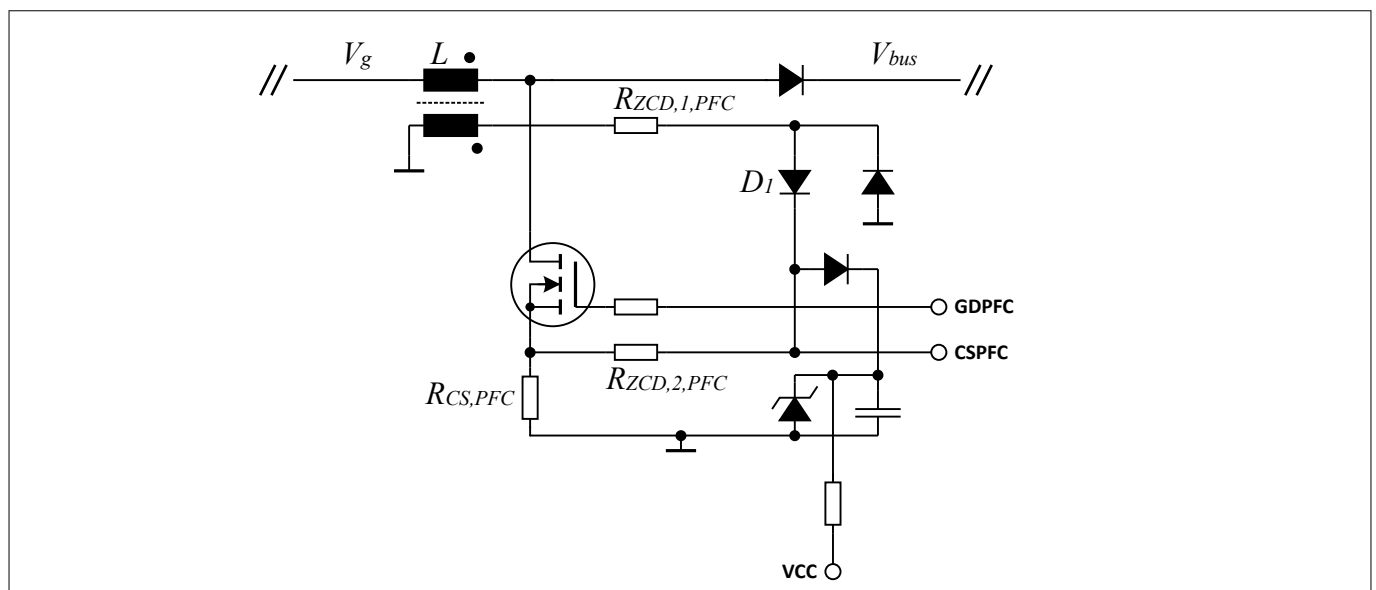 Vg
L
Vbus
RZCD,1,PFC
D1
GDPFC
CSPFC
RZCD,2,PFC
RCS,PFC
VCC